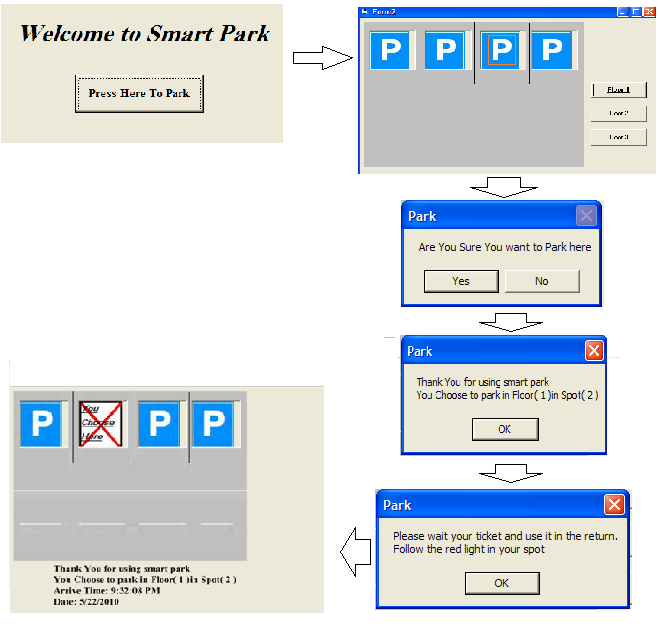 Welcome to Smart Park
Press Here To Park
Form2
P P P P
Floor 1
Floor 2
Floor 3
Park
Are You Sure You want to Park here
Yes No
Park
Thank You for using smart park
You Choose to park in Floor( 1 )in Spot( 2 )
OK
Park
Please wait your ticket and use it in the return.
Follow the red light in your spot
OK
P You Choose Here P P
Thank You for using smart park
You Choose to park in Floor( 1 )in Spot( 2 )
Arrive Time: 9:32:08 PM
Date: 5/22/2010